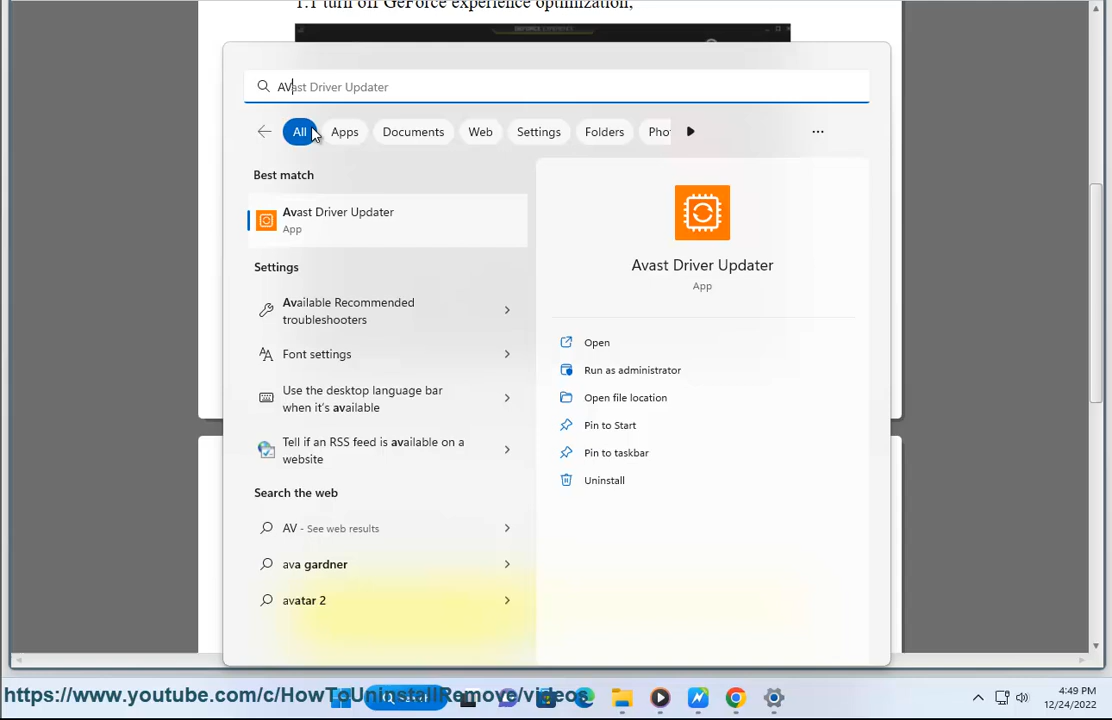 1.1 turn off GeForce experience optimization,
GEFORCE EXPERIENCE
AVast Driver Updater
All
Apps
Documents
Web
Settings
Folders
Pho
Best match
Avast Driver Updater
App
Settings
Available Recommended
troubleshooters
Font settings
Use the desktop language bar
when it's available
Tell if an RSS feed is available on a
website
Search the web
AV - See web results
ava gardner
avatar 2
Avast Driver Updater
App
Open
Run as administrator
Open file location
Pin to Start
Pin to taskbar
Uninstall
https://www.youtube.com/c/HowToUninstallRemove/videos
4:49 PM
12/24/2022